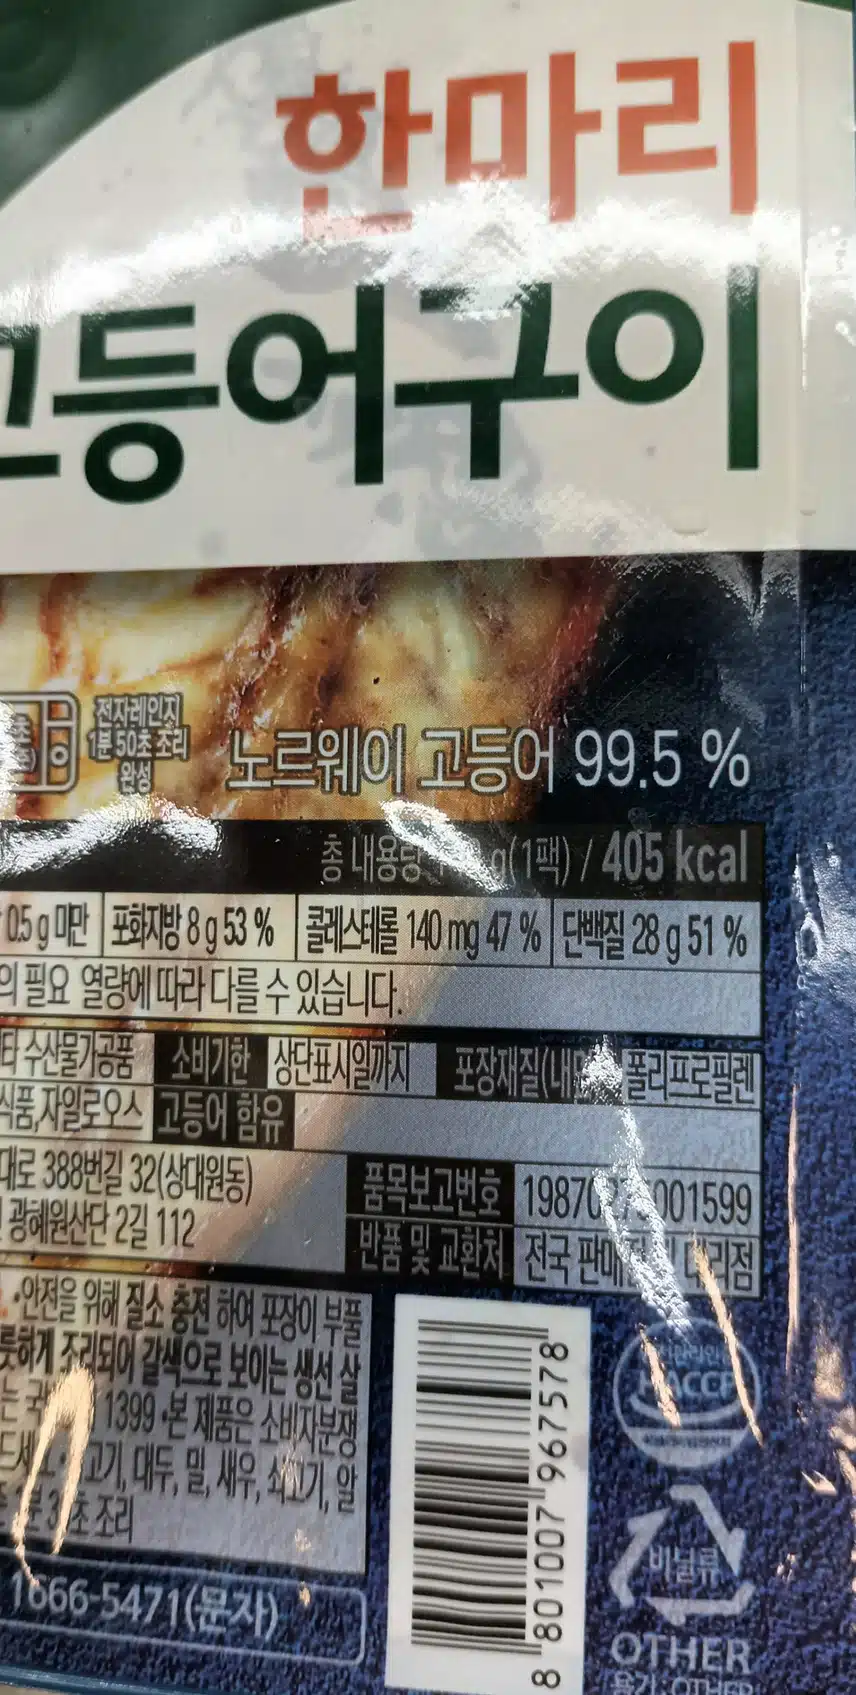 한마리
고등어구이
전자레인지
1분 50초 조리
완성
노르웨이 고등어 99.5 %
총 내용량 g(1팩) / 405 kcal
0.5 g 미만 포화지방 8 g 53 % 콜레스테롤 140 mg 47 % 단백질 28 g 51 %
의 필요 열량에 따라 다를 수 있습니다.
타 수산물가공품 소비기한 상단표시일까지 포장재질 폴리프로필렌
식품,자일로오스 고등어 함유
대로 388번길 32(상대원동) 품목보고번호
광혜원산단 2길 112 반품 및 교환처 전국
•안전을 위해 질소 충전 하여 포장이 부풀
릇하게 조리되어 갈색으로 보이는 생선 살
는 1399 •본 제품은 소비자분쟁
고기, 대두, 밀, 새우, 쇠고기, 알
초 조리
1666-5471(문자)
8 801007 967578
HACCP
비닐류
OTHER
용기:OTHER